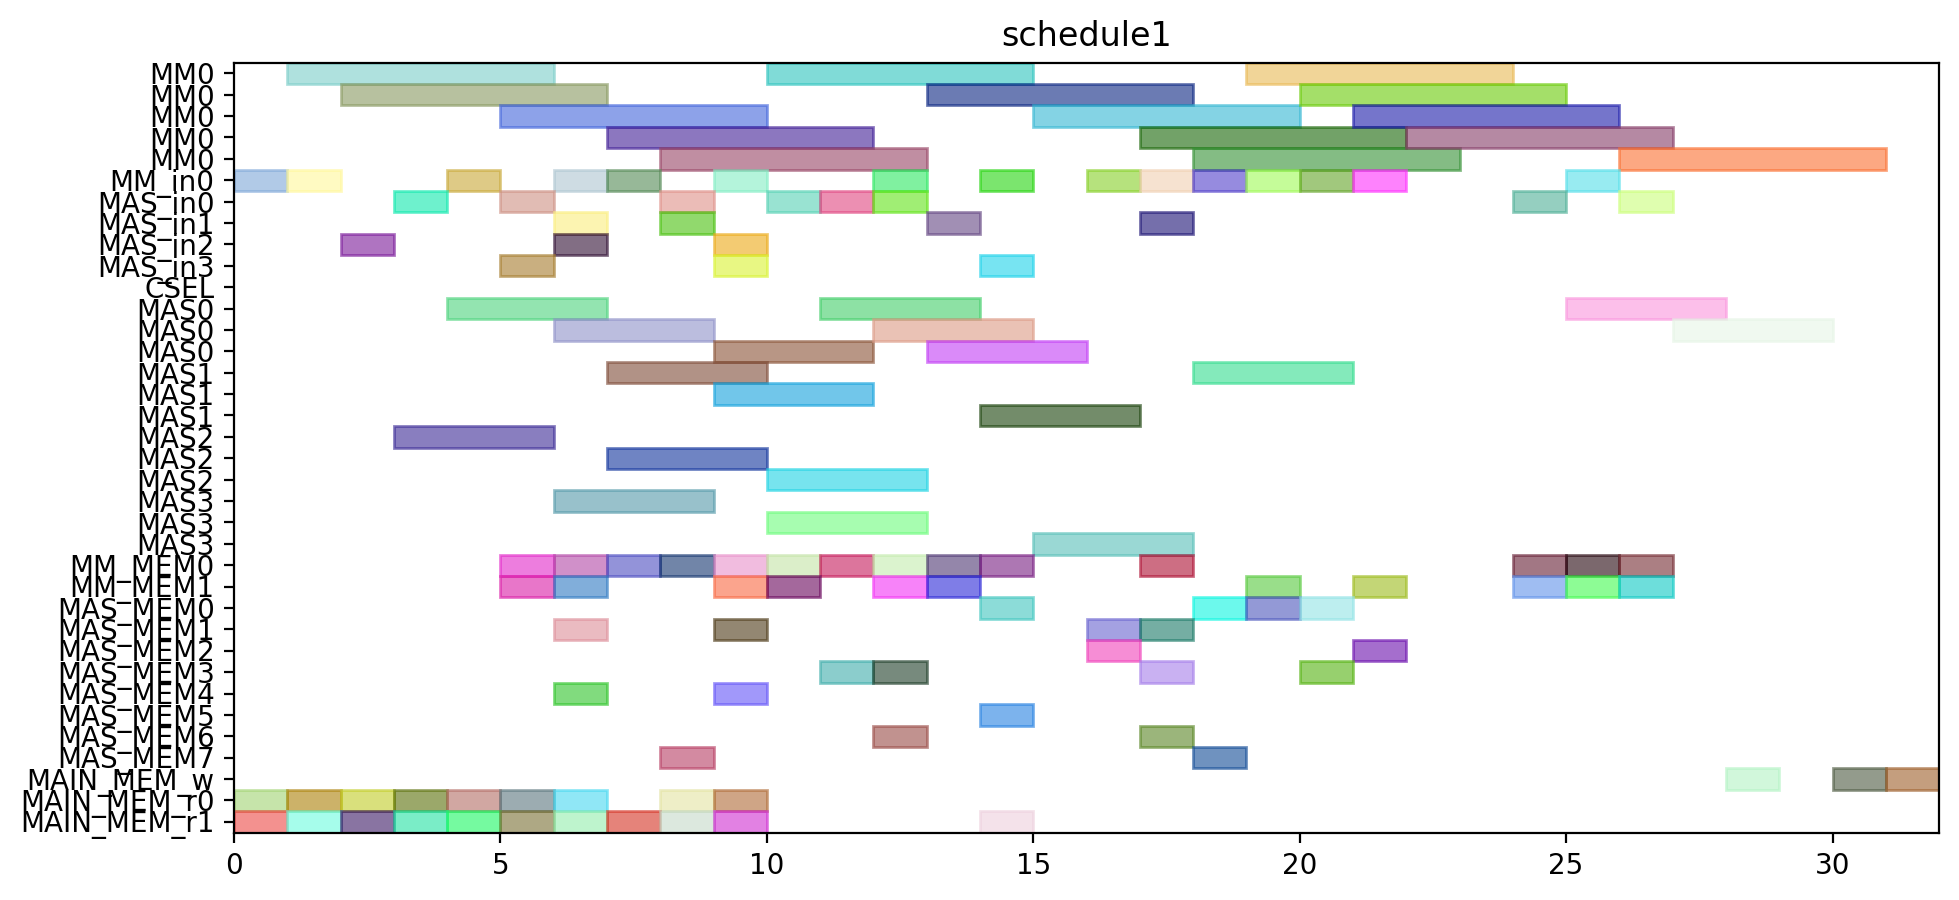 schedule1
MM0
MM0
MM0
MM0
MM0
MM_in0
MAS_in0
MAS_in1
MAS_in2
MAS_in3
CSEL
MAS0
MAS0
MAS0
MAS1
MAS1
MAS1
MAS2
MAS2
MAS2
MAS3
MAS3
MAS3
MM_MEM0
MM_MEM1
MAS_MEM0
MAS_MEM1
MAS_MEM2
MAS_MEM3
MAS_MEM4
MAS_MEM5
MAS_MEM6
MAS_MEM7
MAIN_MEM_w
MAIN_MEM_r0
MAIN_MEM_r1
0 5 10 15 20 25 30